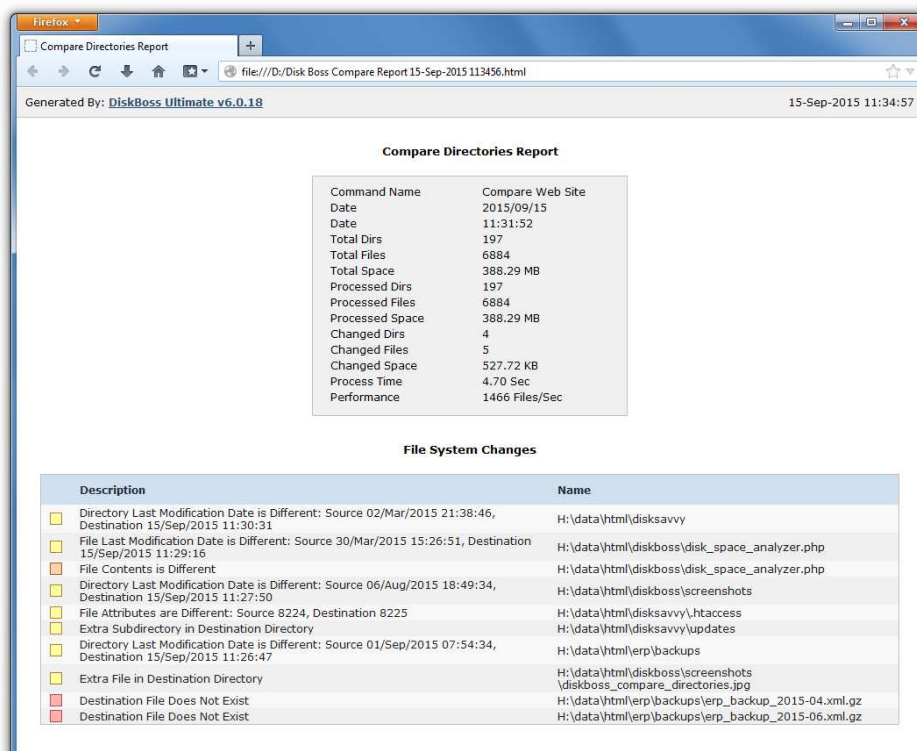 Firefox
Compare Directories Report
file:///D:/Disk Boss Compare Report 15-Sep-2015 113456.html
Generated By: DiskBoss Ultimate v6.0.18 15-Sep-2015 11:34:57
Compare Directories Report
Command Name Compare Web Site
Date 2015/09/15
Date 11:31:52
Total Dirs 197
Total Files 6884
Total Space 388.29 MB
Processed Dirs 197
Processed Files 6884
Processed Space 388.29 MB
Changed Dirs 4
Changed Files 5
Changed Space 527.72 KB
Process Time 4.70 Sec
Performance 1466 Files/Sec
File System Changes
Description Name
Directory Last Modification Date is Different: Source 02/Mar/2015 21:38:46,
Destination 15/Sep/2015 11:30:31
H:\data\html\disksavvy
File Last Modification Date is Different: Source 30/Mar/2015 15:26:51, Destination
15/Sep/2015 11:29:16
H:\data\html\diskboss\disk_space_analyzer.php
File Contents is Different H:\data\html\diskboss\disk_space_analyzer.php
Directory Last Modification Date is Different: Source 06/Aug/2015 18:49:34,
Destination 15/Sep/2015 11:27:50
H:\data\html\diskboss\screenshots
File Attributes are Different: Source 8224, Destination 8225 H:\data\html\disksavvy\.htaccess
Extra Subdirectory in Destination Directory H:\data\html\disksavvy\updates
Directory Last Modification Date is Different: Source 01/Sep/2015 07:54:34,
Destination 15/Sep/2015 11:26:47
H:\data\html\erp\backups
Extra File in Destination Directory
H:\data\html\diskboss\screenshots
\diskboss_compare_directories.jpg
Destination File Does Not Exist H:\data\html\erp\backups\erp_backup_2015-04.xml.gz
Destination File Does Not Exist H:\data\html\erp\backups\erp_backup_2015-06.xml.gz